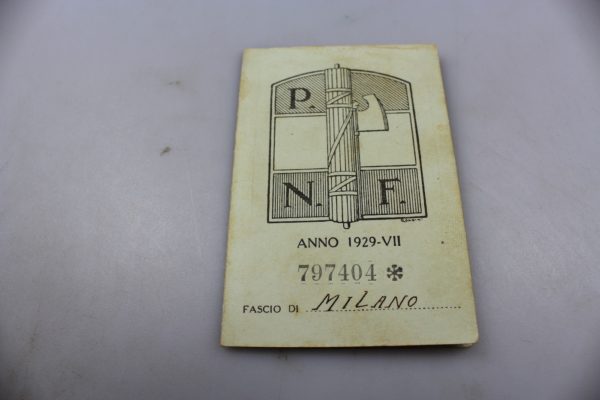 P.
N. F.
ANNO 1929-VII
797404 *
FASCIO DI MILANO